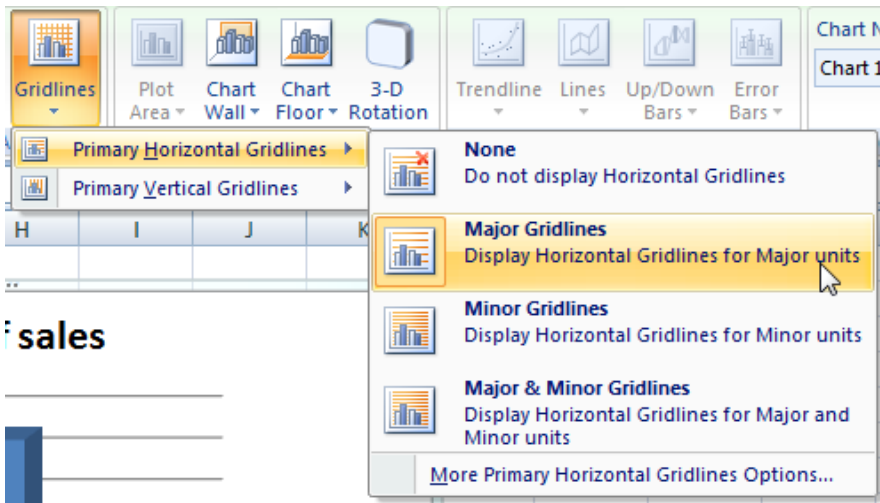 Chart N
Gridlines
Plot
Area
Chart
Wall
Chart
Floor
3-D
Rotation
Trendline
Lines
Up/Down
Bars
Error
Bars
Chart 1
Primary Horizontal Gridlines
Primary Vertical Gridlines
None
Do not display Horizontal Gridlines
Major Gridlines
Display Horizontal Gridlines for Major units
Minor Gridlines
Display Horizontal Gridlines for Minor units
Major & Minor Gridlines
Display Horizontal Gridlines for Major and
Minor units
More Primary Horizontal Gridlines Options...
H I J K
sales